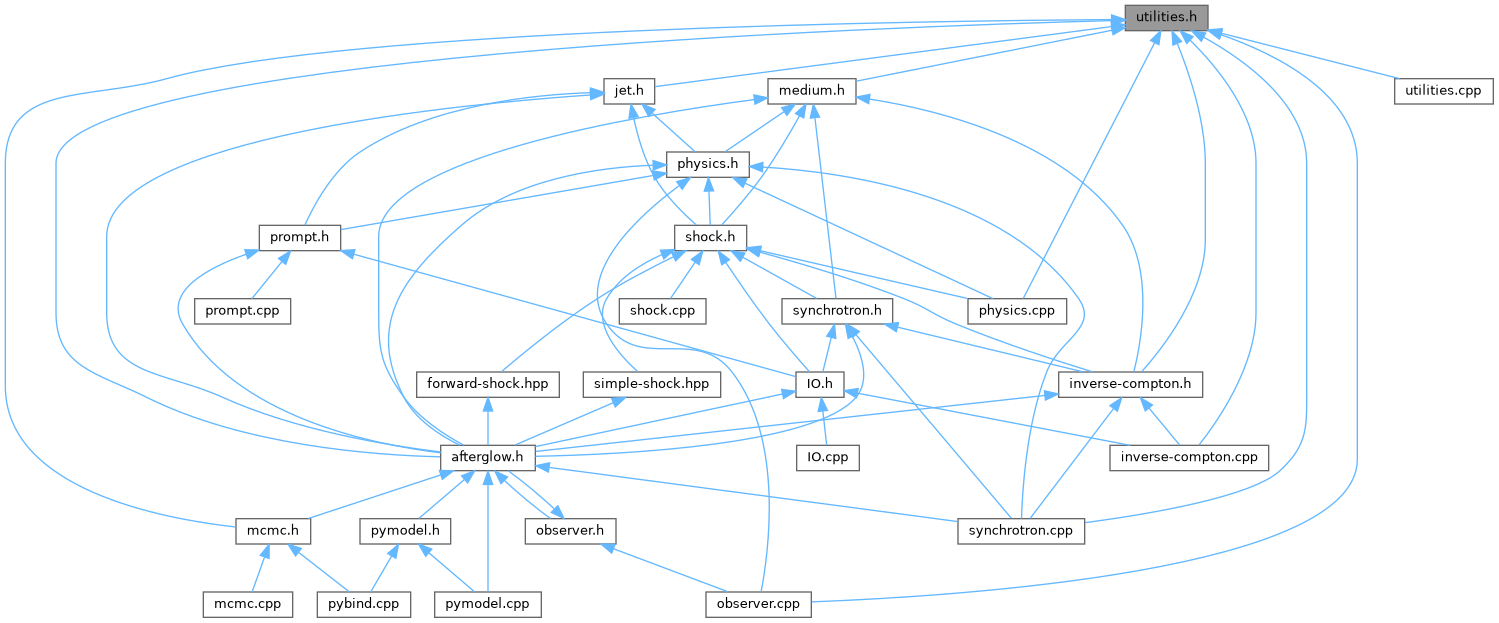 utilities.h
jet.h
medium.h
utilities.cpp
physics.h
prompt.h
shock.h
prompt.cpp
shock.cpp
synchrotron.h
physics.cpp
forward-shock.hpp
simple-shock.hpp
IO.h
inverse-compton.h
afterglow.h
IO.cpp
inverse-compton.cpp
mcmc.h
pymodel.h
observer.h
synchrotron.cpp
mcmc.cpp
pybind.cpp
pymodel.cpp
observer.cpp